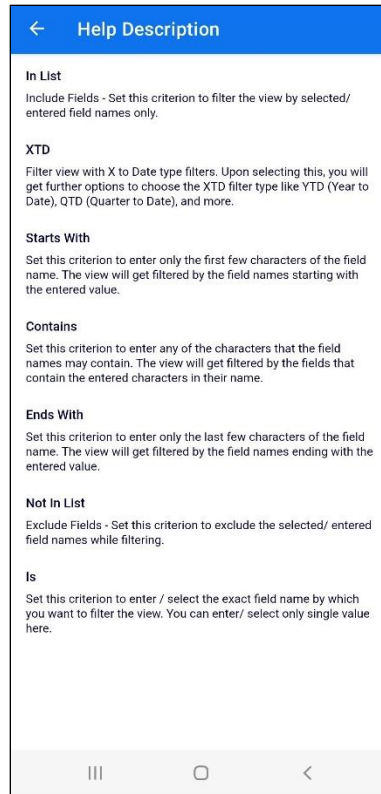 Help Description
In List
Include Fields - Set this criterion to filter the view by selected/
entered field names only.
XTD
Filter view with X to Date type filters. Upon selecting this, you will
get further options to choose the XTD filter type like YTD (Year to
Date), QTD (Quarter to Date), and more.
Starts With
Set this criterion to enter only the first few characters of the field
name. The view will get filtered by the field names starting with
the entered value.
Contains
Set this criterion to enter any of the characters that the field
names may contain. The view will get filtered by the fields that
contain the entered characters in their name.
Ends With
Set this criterion to enter only the last few characters of the field
name. The view will get filtered by the field names ending with the
entered value.
Not In List
Exclude Fields - Set this criterion to exclude the selected/ entered
field names while filtering.
Is
Set this criterion to enter / select the exact field name by which
you want to filter the view. You can enter/ select only single value
here.